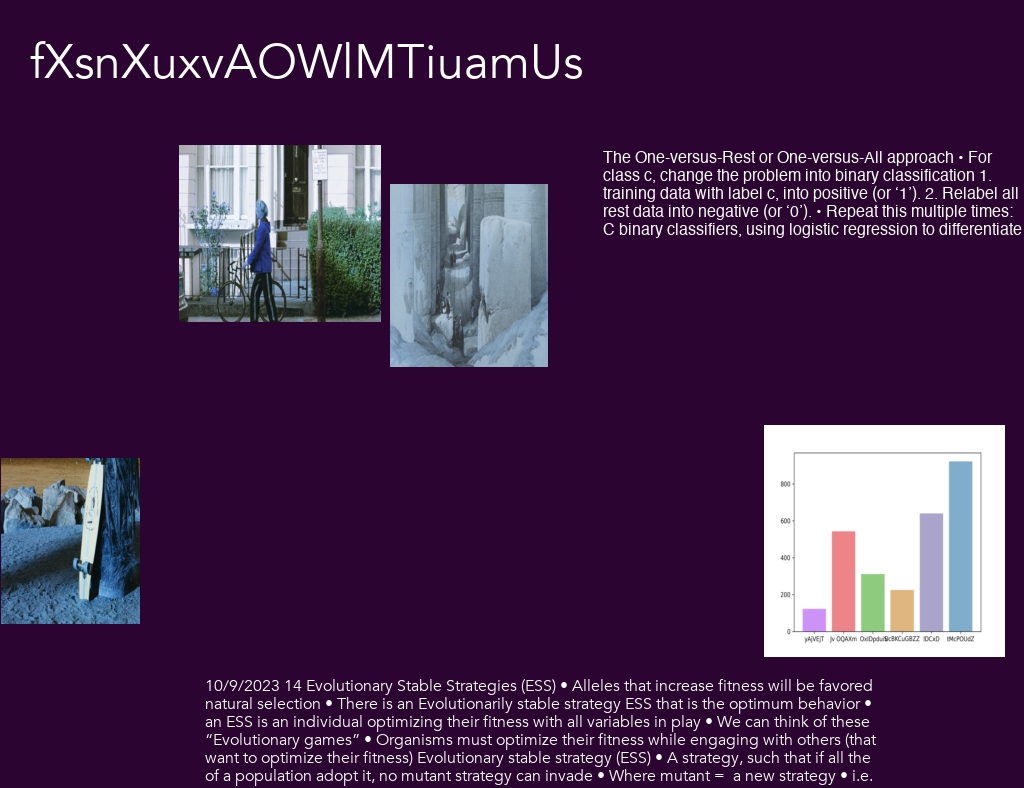 fXsnXuxvAOWlMTiuamUs
The One-versus-Rest or One-versus-All approach • For
class c, change the problem into binary classification 1.
training data with label c, into positive (or ‘1’). 2. Relabel all
rest data into negative (or ‘0’). • Repeat this multiple times:
C binary classifiers, using logistic regression to differentiate
800
600
400
200
0
yAjVEjT Jv OQAXm lDCxD tMcPDUdZ
10/9/2023 14 Evolutionary Stable Strategies (ESS) • Alleles that increase fitness will be favored
natural selection • There is an Evolutionarily stable strategy ESS that is the optimum behavior •
an ESS is an individual optimizing their fitness with all variables in play • We can think of these
“Evolutionary games” • Organisms must optimize their fitness while engaging with others (that
want to optimize their fitness) Evolutionary stable strategy (ESS) • A strategy, such that if all the
of a population adopt it, no mutant strategy can invade • Where mutant = a new strategy • i.e.